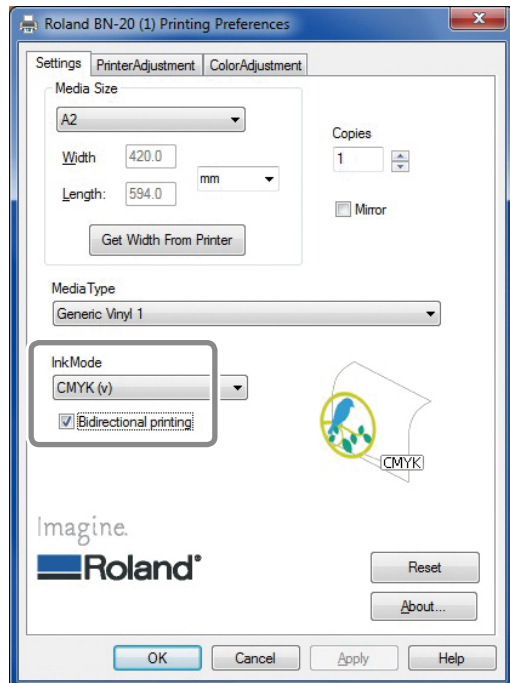 Roland BN-20 (1) Printing Preferences
Settings PrinterAdjustment ColorAdjustment
Media Size
A2
Width 420.0
mm
Length: 594.0
Get Width From Printer
Copies
1
Mirror
MediaType
Generic Vinyl 1
InkMode
CMYK (v)
Bidirectional printing
CMYK
Imagine.
Roland®
Reset
About...
OK Cancel Apply Help